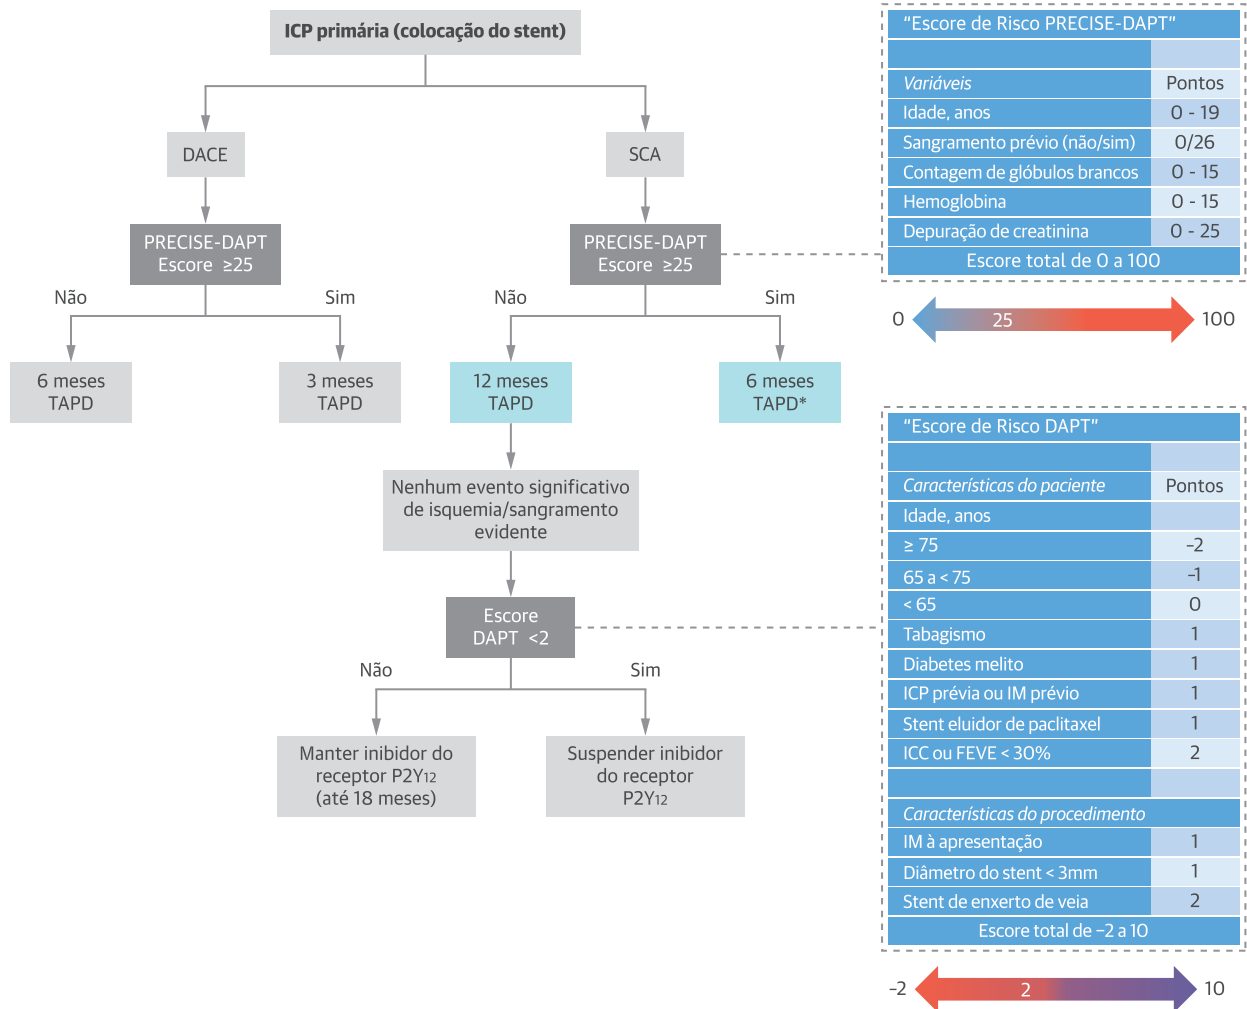 ICP primária (colocação do stent)
DACE
SCA
PRECISE-DAPT
Escore ≥25
PRECISE-DAPT
Escore ≥25
Não
Sim
Não
Sim
6 meses
TAPD
3 meses
TAPD
12 meses
TAPD
6 meses
TAPD*
Nenhum evento significativo
de isquemia/sangramento
evidente
Escore
DAPT <2
Não
Sim
Manter inibidor do
receptor P2Y12
(até 18 meses)
Suspender inibidor
do receptor
P2Y12
“Escore de Risco PRECISE-DAPT”
Variáveis Pontos
Idade, anos 0 - 19
Sangramento prévio (não/sim) 0/26
Contagem de glóbulos brancos 0 - 15
Hemoglobina 0 - 15
Depuração de creatinina 0 - 25
Escore total de 0 a 100
0 25 100
“Escore de Risco DAPT”
Características do paciente Pontos
Idade, anos
≥ 75 −2
65 a < 75 −1
< 65 0
Tabagismo 1
Diabetes melito 1
ICP prévia ou IM prévio 1
Stent eluidor de paclitaxel 1
ICC ou FEVE < 30% 2
Características do procedimento
IM à apresentação 1
Diâmetro do stent < 3mm 1
Stent de enxerto de veia 2
Escore total de −2 a 10
−2 2 10